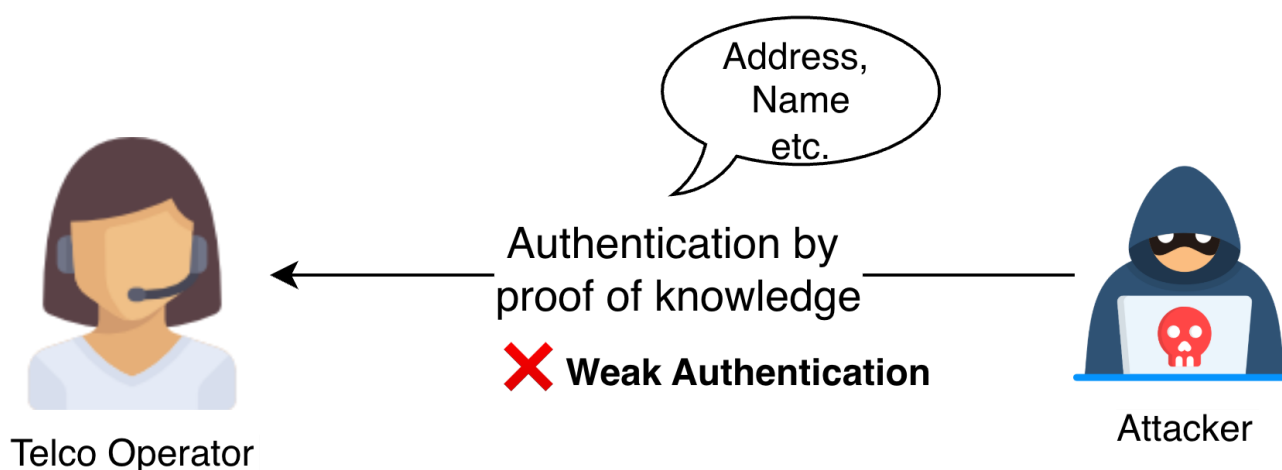 Address,
Name
etc.
Authentication by
proof of knowledge
Weak Authentication
Telco Operator
Attacker